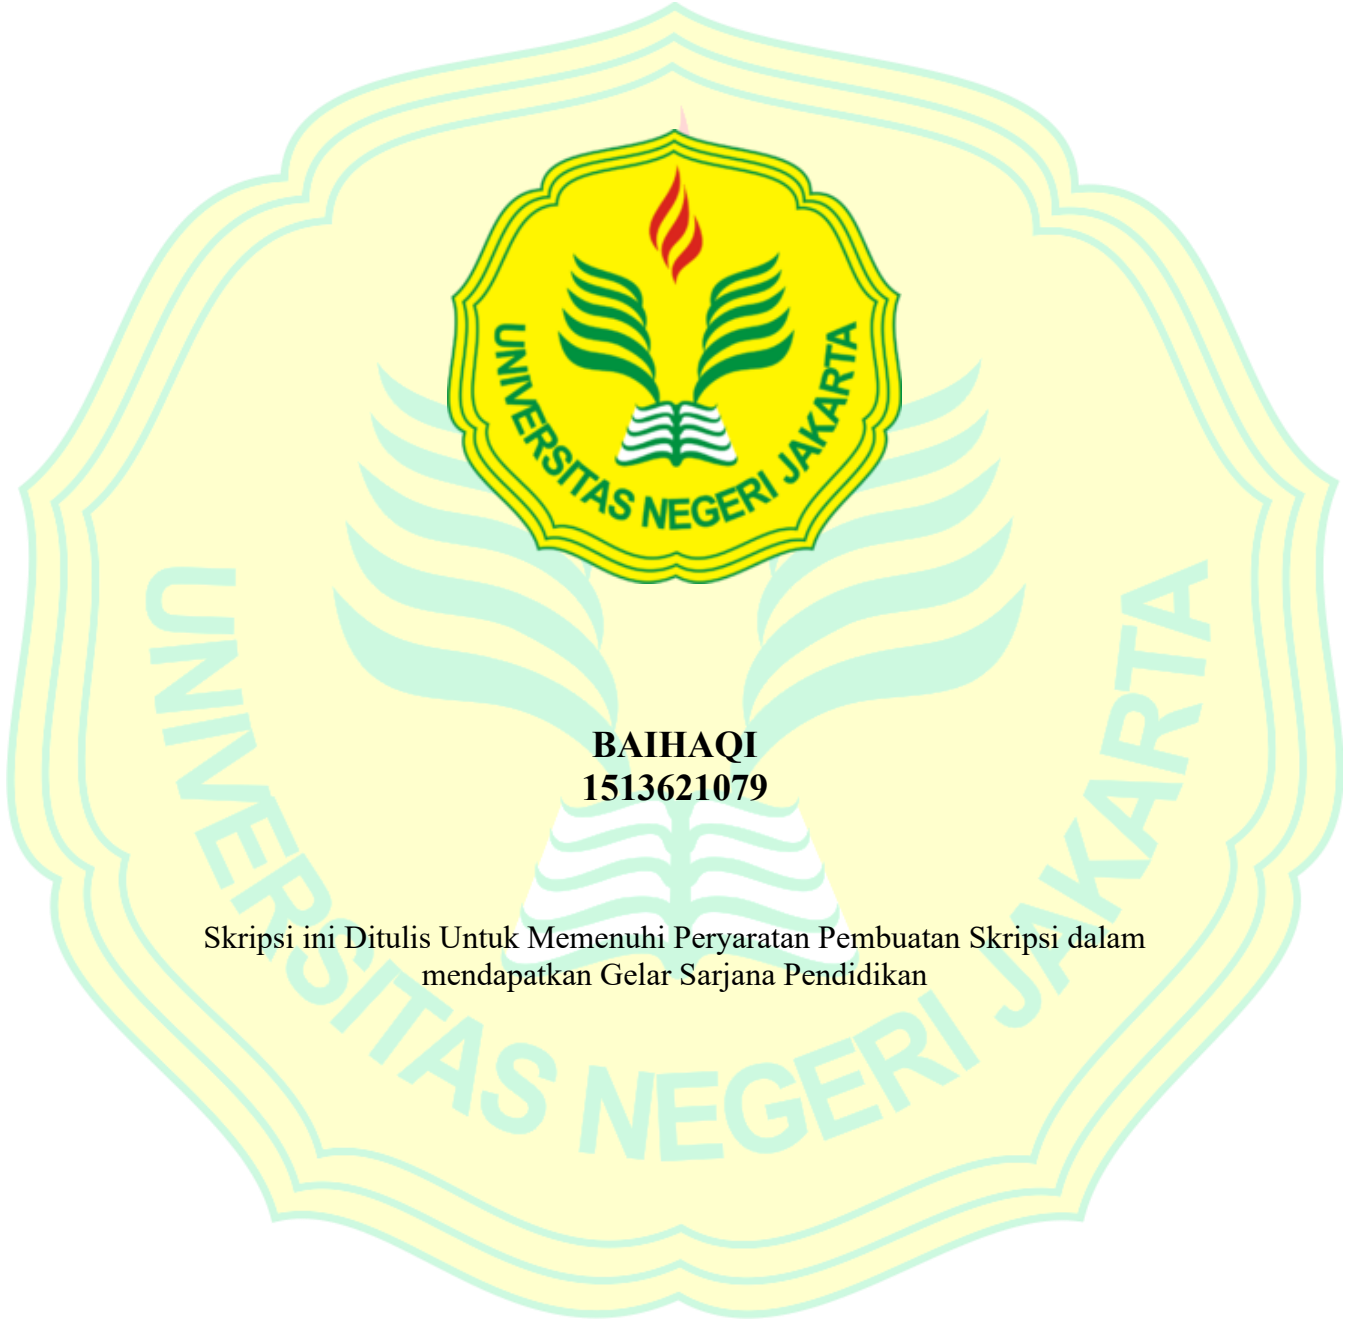 UNIVERSITAS NEGERI JAKARTA
BAIHAQI
1513621079
Skripsi ini Ditulis Untuk Memenuhi Peryaratan Pembuatan Skripsi dalam
mendapatkan Gelar Sarjana Pendidikan
UNIVERSITAS NEGERI JAKARTA